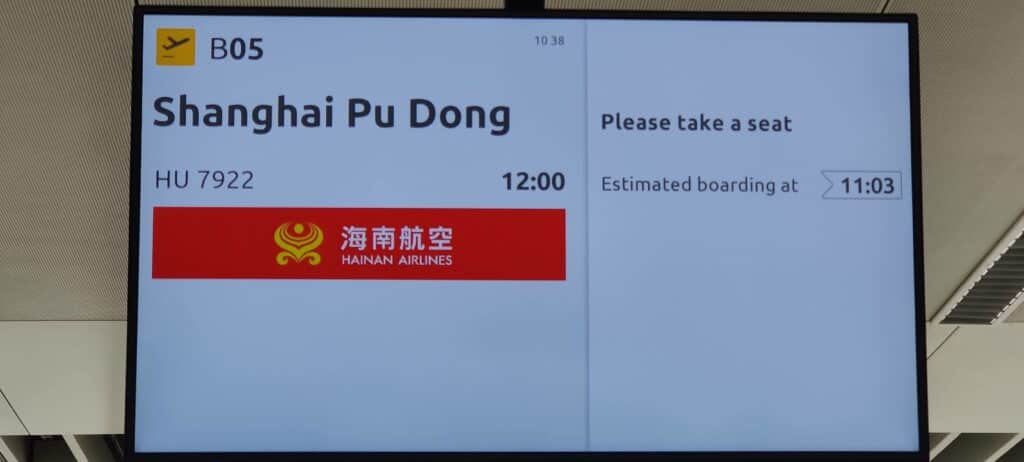 B05
10 38
Shanghai Pu Dong
HU 7922
12:00
海南航空
HAINAN AIRLINES
Please take a seat
Estimated boarding at 11:03